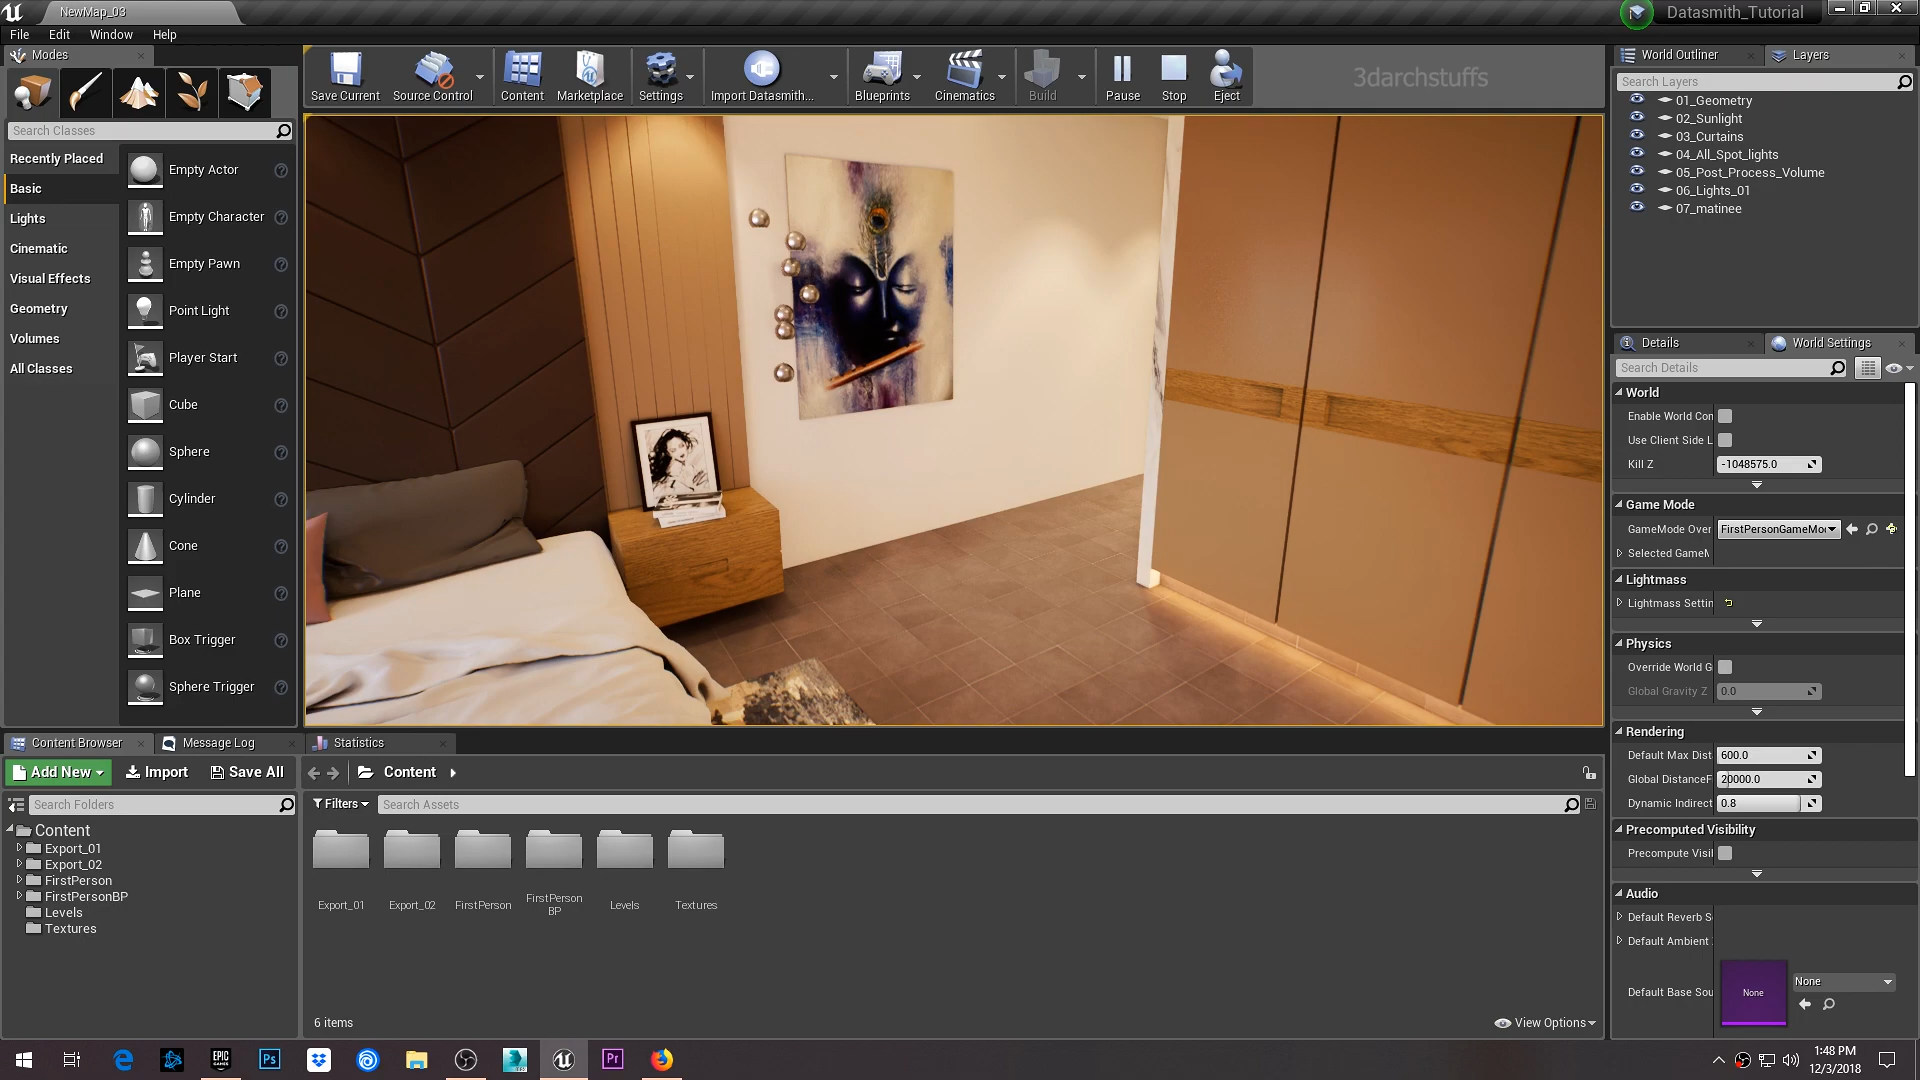 NewMap_03
Datasmith_Tutorial
File Edit Window Help
Modes
Search Classes
Recently Placed
Basic
Lights
Cinematic
Visual Effects
Geometry
Volumes
All Classes
Empty Actor
Empty Character
Empty Pawn
Point Light
Player Start
Cube
Sphere
Cylinder
Cone
Plane
Box Trigger
Sphere Trigger
Save Current
Source Control
Content
Marketplace
Settings
Import Datasmith...
Blueprints
Cinematics
Build
Pause
Stop
Eject
3darchstuffs
World Outliner
Layers
Search Layers
01_Geometry
02_Sunlight
03_Curtains
04_All_Spot_lights
05_Post_Process_Volume
06_Lights_01
07_matinee
Details
World Settings
Search Details
World
Enable World Con
Use Client Side L
Kill Z -1048575.0
Game Mode
GameMode Over FirstPersonGameMo
Selected GameM
Lightmass
Lightmass Settin
Physics
Override World G
Global Gravity Z 0.0
Rendering
Default Max Dist 600.0
Global DistanceF 20000.0
Dynamic Indirect 0.8
Precomputed Visibility
Precompute Visil
Audio
Default Reverb S
Default Ambient
Default Base Sou None None
Content Browser
Message Log
Statistics
Add New Import Save All
Content
Search Folders
Filters
Search Assets
Content
Export_01
Export_02
FirstPerson
FirstPersonBP
Levels
Textures
Export_01
Export_02
FirstPerson
FirstPerson
BP
Levels
Textures
6 items
View Options
EPIC
GAMES
Ps
Pr
1:48 PM
12/3/2018